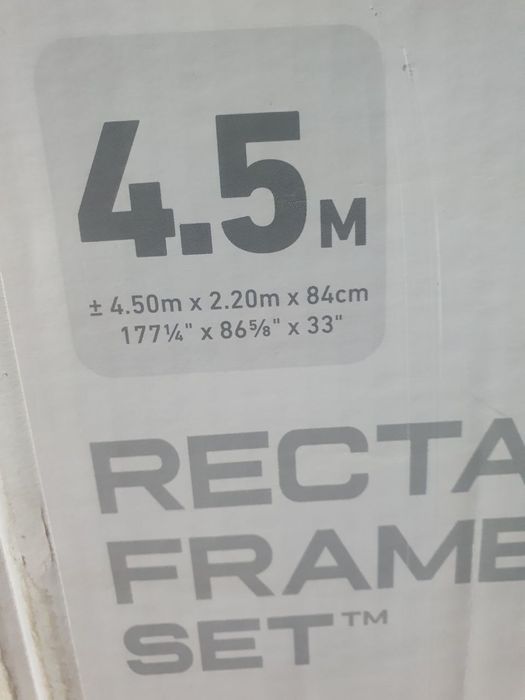 4.5M
± 4.50m x 2.20m x 84cm
177¼" x 86⅝" x 33"
RECTA
FRAME
SET™